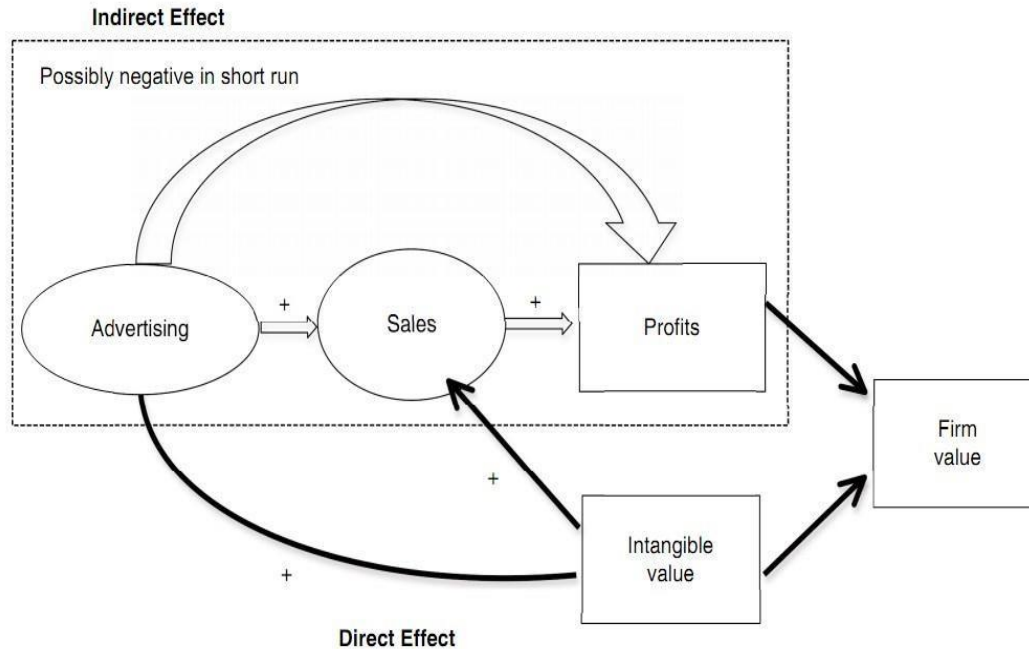 Indirect Effect
Possibly negative in short run
+
+
Advertising
Sales
Profits
Firm
value
+
Intangible
value
+
Direct Effect